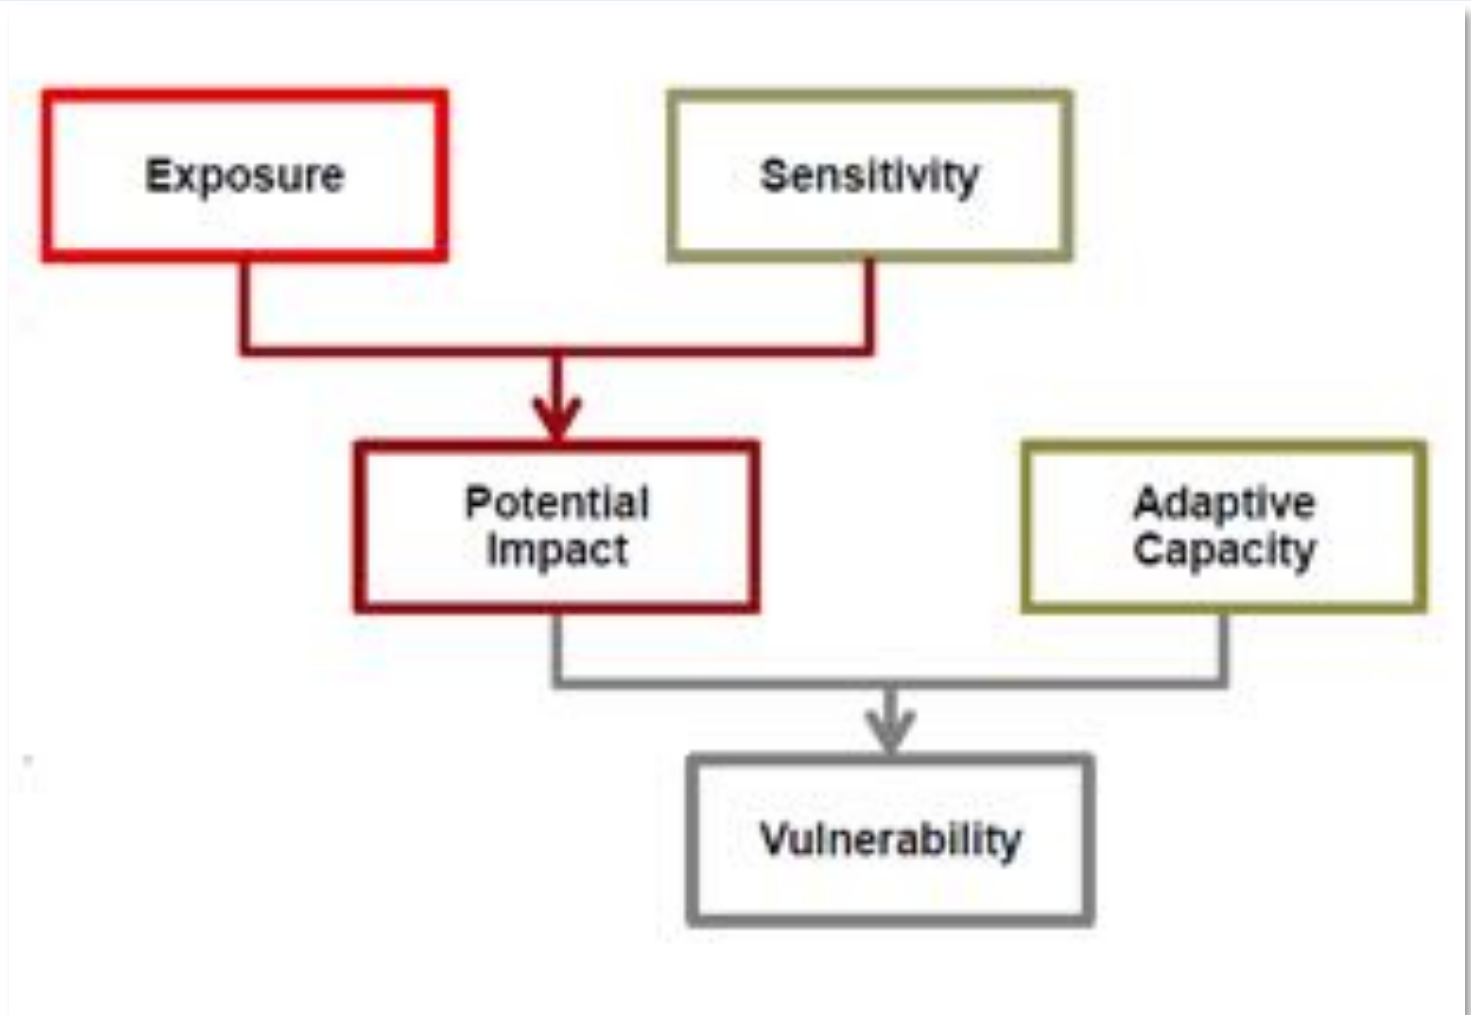 Exposure
Sensitivity
Potential
Impact
Adaptive
Capacity
Vulnerability